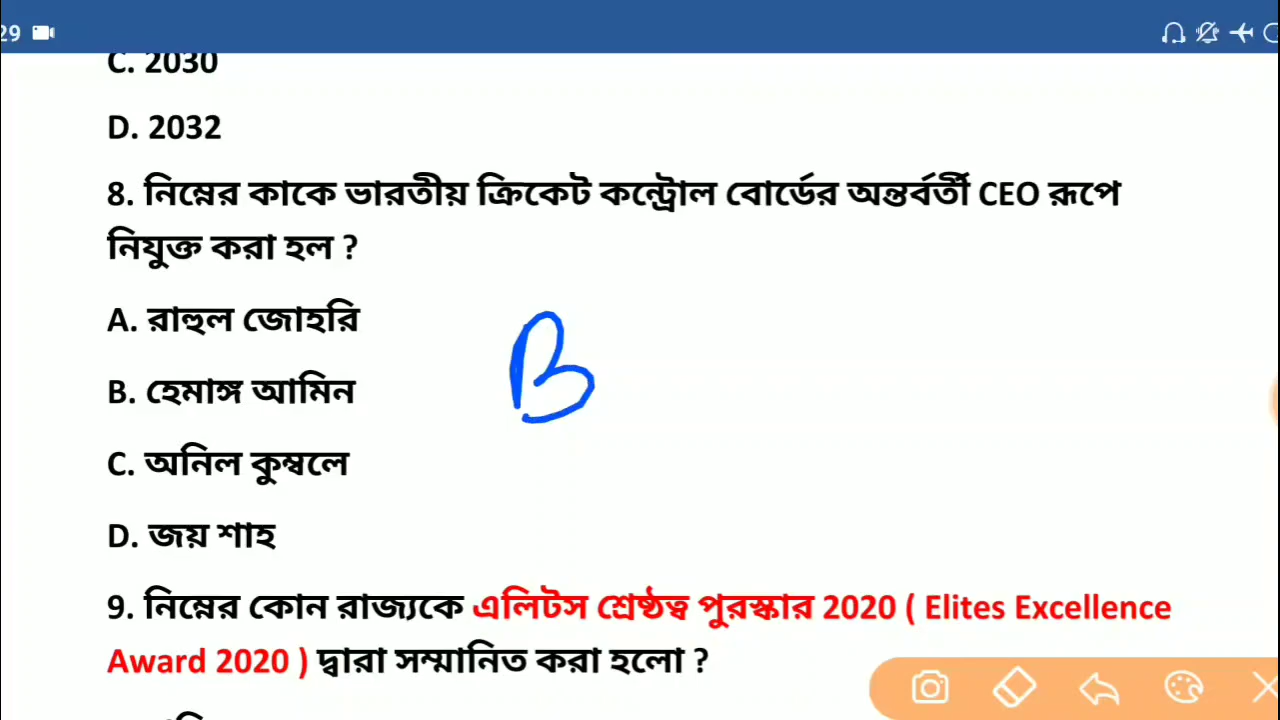 29
C. 2030
D. 2032
8. নিম্নের কাকে ভারতীয় ক্রিকেট কন্ট্রোল বোর্ডের অন্তর্বর্তী CEO রূপে
নিযুক্ত করা হল ?
A. রাহুল জোহরি
B. হেমাঙ্গ আমিন
B
C. অনিল কুম্বলে
D. জয় শাহ
9. নিম্নের কোন রাজ্যকে এলিটস শ্রেষ্ঠত্ব পুরস্কার 2020 ( Elites Excellence
Award 2020 ) দ্বারা সম্মানিত করা হলো ?